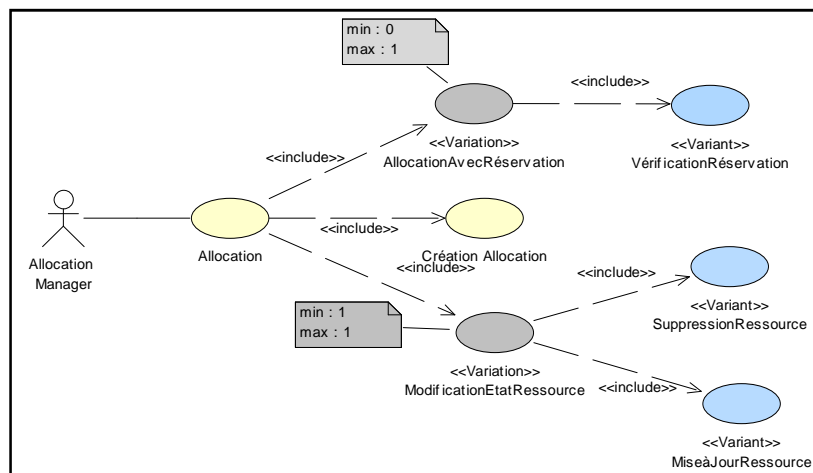 min : 0
max : 1
<<include>>
<<Variation>>
AllocationAvecRéservation
<<Variant>>
VérificationRéservation
<<include>>
<<include>>
Allocation
Manager
Allocation
Création Allocation
<<include>>
<<include>>
min : 1
max : 1
<<Variant>>
SuppressionRessource
<<Variation>>
ModificationEtatRessource
<<include>>
<<Variant>>
MiseàJourRessource